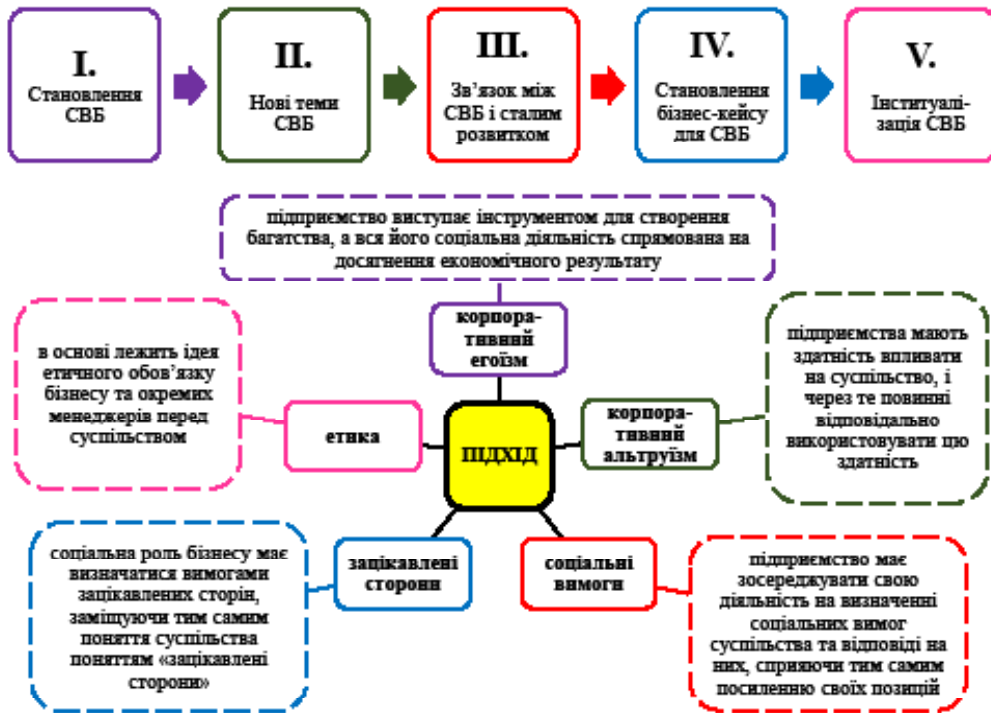 I.
Становлення
СВБ
II.
Нові теми
СВБ
III.
Зв’язок між
СВБ і сталим
розвитком
IV.
Становлення
бізнес-кейсу
для СВБ
V.
Інституалі-
зація СВБ
підприємство виступає інструментом для створення
багатства, а вся його соціальна діяльність спрямована на
досягнення економічного результату
корпора-
тивний
егоїзм
в основі лежить ідея
етичного обов’язку
бізнесу та окремих
менеджерів перед
суспільством
етика
ПІДХІД
корпора-
тивний
альтруїзм
підприємства мають
здатність впливати
на суспільство, і
через те повинні
відповідально
використовувати цю
здатність
соціальна роль бізнесу має
визначатися вимогами
зацікавлених сторін,
заміщуючи тим самим
поняття суспільства
поняттям «зацікавлені
сторони»
зацікавлені
сторони
соціальні
вимоги
підприємство має
зосереджувати свою
діяльність на визначенні
соціальних вимог
суспільства та відповіді на
них, сприяючи тим самим
посиленню своїх позицій